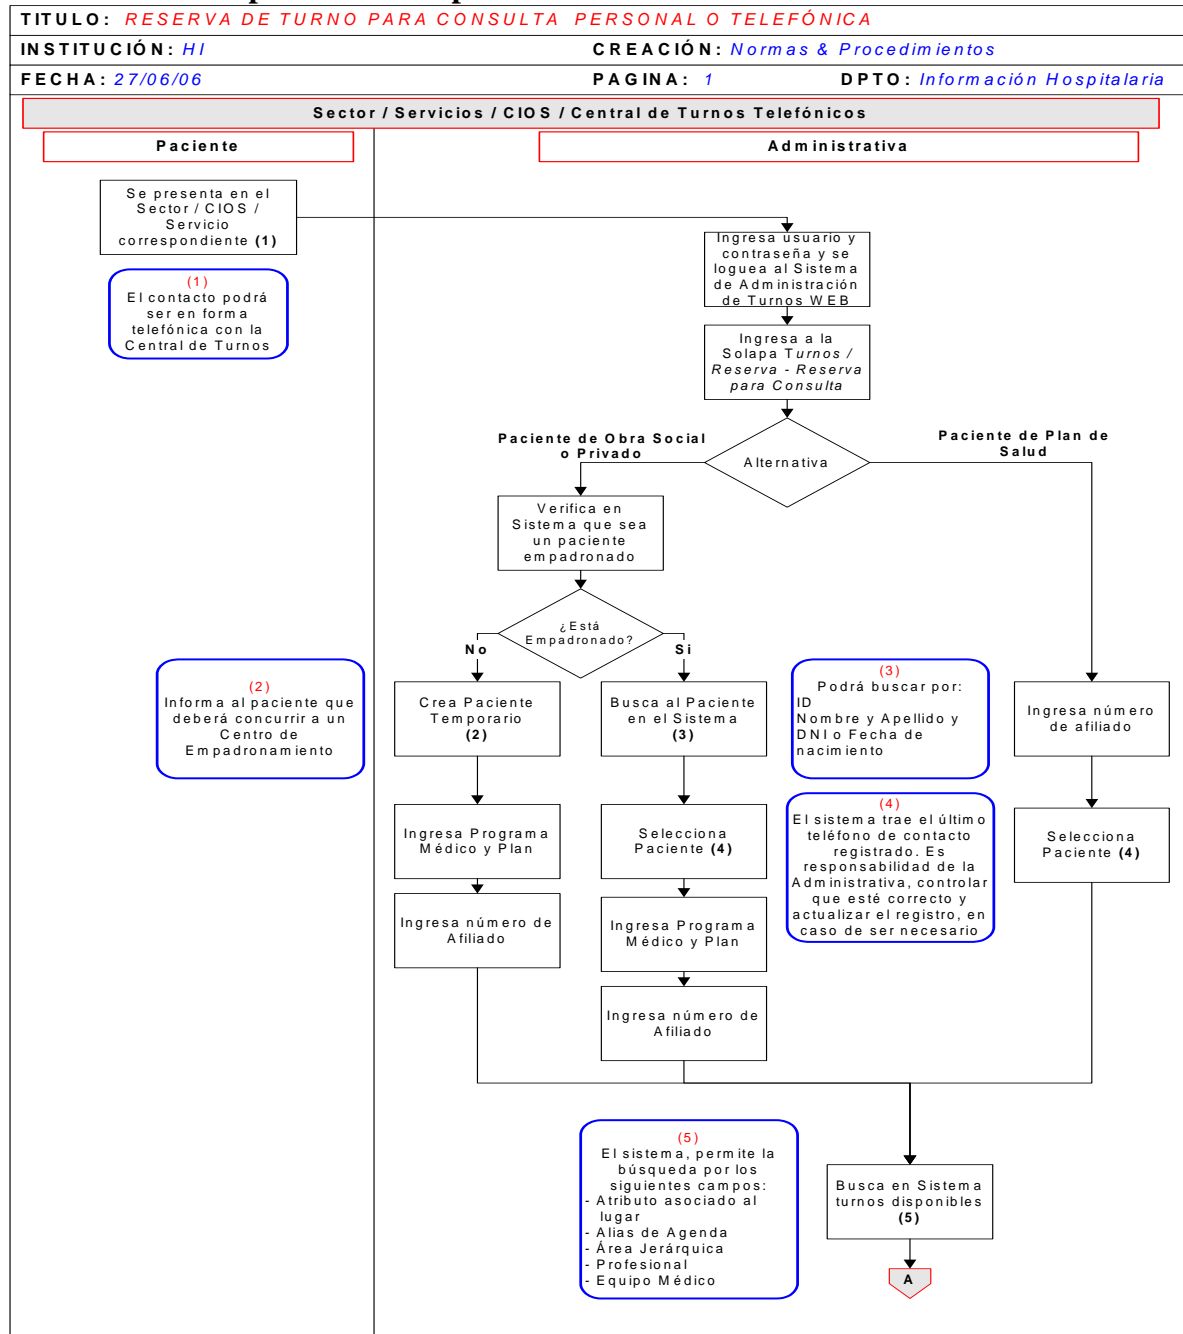 TITULO: RESERVA DE TURNO PARA CONSULTA PERSONAL O TELEFÓNICA
INSTITUCIÓN: HI
CREACIÓN: Normas & Procedimientos
FECHA: 27/06/06
PAGINA: 1
DPTO: Información Hospitalaria
Sector / Servicios / CIOS / Central de Turnos Telefónicos
Paciente
Administrativa
Se presenta en el
Sector / CIOS /
Servicio
correspondiente (1)
(1)
El contacto podrá
ser en forma
telefónica con la
Central de Turnos
Ingresa usuario y
contraseña y se
loguea al Sistema
de Administración
de Turnos WEB
Ingresa a la
Solapa Turnos /
Reserva - Reserva
para Consulta
Alternativa
Paciente de Obra Social
o Privado
Paciente de Plan de
Salud
Verifica en
Sistema que sea
un paciente
empadronado
¿Está
Empadronado?
No
Si
(2)
Informa al paciente que
deberá concurrir a un
Centro de
Empadronamiento
Crea Paciente
Temporario
(2)
Busca al Paciente
en el Sistema
(3)
(3)
Podrá buscar por:
ID
Nombre y Apellido y
DNI o Fecha de
nacimiento
Ingresa número
de afiliado
Ingresa Programa
Médico y Plan
Selecciona
Paciente (4)
(4)
El sistema trae el último
teléfono de contacto
registrado. Es
responsabilidad de la
Administrativa, controlar
que esté correcto y
actualizar el registro, en
caso de ser necesario
Selecciona
Paciente (4)
Ingresa número de
Afiliado
Ingresa Programa
Médico y Plan
Ingresa número de
Afiliado
(5)
El sistema, permite la
búsqueda por los
siguientes campos:
- Atributo asociado al
lugar
- Alias de Agenda
- Área Jerárquica
- Profesional
- Equipo Médico
Busca en Sistema
turnos disponibles
(5)
A